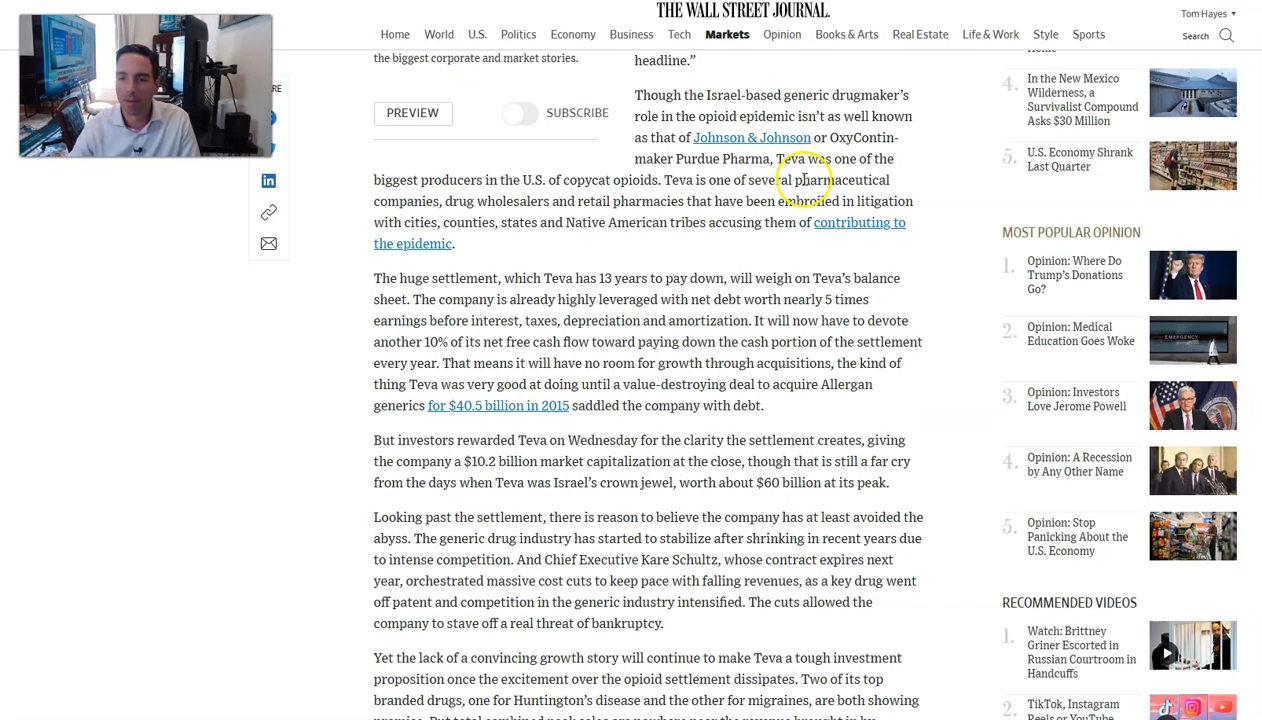 THE WALL STREET JOURNAL.
Tom Hayes ▾
Home World U.S. Politics Economy Business Tech Markets Opinion Books & Arts Real Estate Life & Work Style Sports
Search
the biggest corporate and market stories.
PREVIEW
SUBSCRIBE
headline.”
Though the Israel-based generic drugmaker’s
role in the opioid epidemic isn’t as well known
as that of Johnson & Johnson or OxyContin-
maker Purdue Pharma, Teva was one of the
biggest producers in the U.S. of copycat opioids. Teva is one of several pharmaceutical
companies, drug wholesalers and retail pharmacies that have been embroiled in litigation
with cities, counties, states and Native American tribes accusing them of contributing to
the epidemic.
The huge settlement, which Teva has 13 years to pay down, will weigh on Teva’s balance
sheet. The company is already highly leveraged with net debt worth nearly 5 times
earnings before interest, taxes, depreciation and amortization. It will now have to devote
another 10% of its net free cash flow toward paying down the cash portion of the settlement
every year. That means it will have no room for growth through acquisitions, the kind of
thing Teva was very good at doing until a value-destroying deal to acquire Allergan
generics for $40.5 billion in 2015 saddled the company with debt.
But investors rewarded Teva on Wednesday for the clarity the settlement creates, giving
the company a $10.2 billion market capitalization at the close, though that is still a far cry
from the days when Teva was Israel’s crown jewel, worth about $60 billion at its peak.
Looking past the settlement, there is reason to believe the company has at least avoided the
abyss. The generic drug industry has started to stabilize after shrinking in recent years due
to intense competition. And Chief Executive Kare Schultz, whose contract expires next
year, orchestrated massive cost cuts to keep pace with falling revenues, as a key drug went
off patent and competition in the generic industry intensified. The cuts allowed the
company to stave off a real threat of bankruptcy.
Yet the lack of a convincing growth story will continue to make Teva a tough investment
proposition once the excitement over the opioid settlement dissipates. Two of its top
branded drugs, one for Huntington’s disease and the other for migraines, are both showing
4.
In the New Mexico
Wilderness, a
Survivalist Compound
Asks $30 Million
5.
U.S. Economy Shrank
Last Quarter
MOST POPULAR OPINION
1.
Opinion: Where Do
Trump’s Donations
Go?
2.
Opinion: Medical
Education Goes Woke
EMERGENCY
3.
Opinion: Investors
Love Jerome Powell
4.
Opinion: A Recession
by Any Other Name
5.
Opinion: Stop
Panicking About the
U.S. Economy
RECOMMENDED VIDEOS
1.
Watch: Brittney
Griner Escorted in
Russian Courtroom in
Handcuffs
2.
TikTok, Instagram